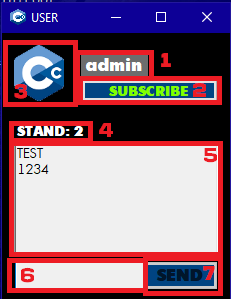 USER
C C
admin 1
SUBSCRIBE 2
3
STAND: 2 4
TEST 5
1234
6
SEND 7